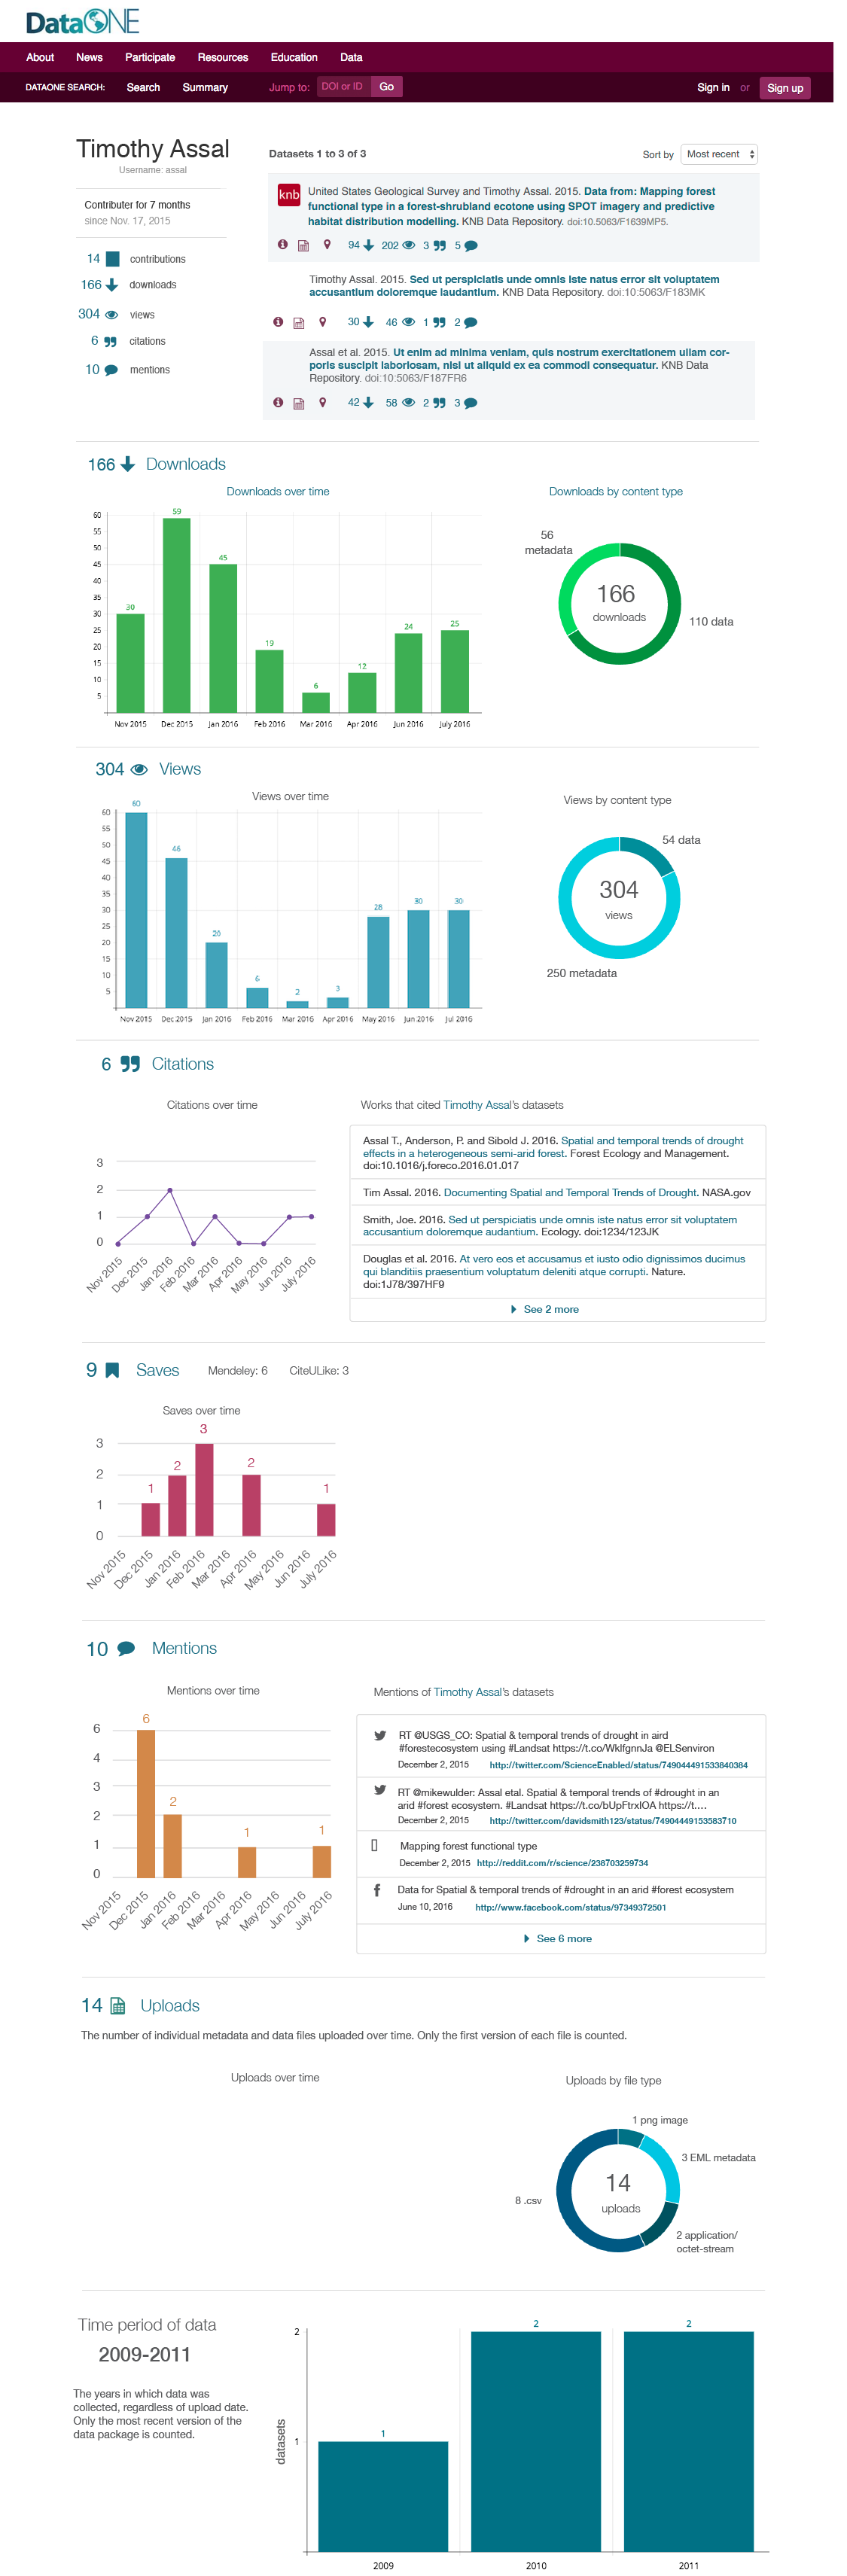 DataONE
About News Participate Resources Education Data
DATAONE SEARCH: Search Summary Jump to: DOI or ID Go Sign in or Sign up
Timothy Assal
Username: assal
Contributer for 7 months
since Nov. 17, 2015
14 contributions
166 downloads
304 views
6 citations
10 mentions
Datasets 1 to 3 of 3
Sort by Most recent
knb
United States Geological Survey and Timothy Assal. 2015. Data from: Mapping forest
functional type in a forest-shrubland ecotone using SPOT imagery and predictive
habitat distribution modelling. KNB Data Repository. doi:10.5063/F1639MP5.
94 202 3 5
Timothy Assal. 2015. Sed ut perspiciatis unde omnis iste natus error sit voluptatem
accusantium doloremque laudantium. KNB Data Repository. doi:10:5063/F183MK
30 46 1 2
Assal et al. 2015. Ut enim ad minima veniam, quis nostrum exercitationem ullam cor-
poris suscipit laboriosam, nisi ut aliquid ex ea commodi consequatur. KNB Data
Repository. doi:10:5063/F187FR6
42 58 2 3
166 Downloads
Downloads over time
60
55
50
45
40
35
30
25
20
15
10
5
30 59 45 19 6 12 24 25
Nov 2015 Dec 2015 Jan 2016 Feb 2016 Mar 2016 Apr 2016 Jun 2016 July 2016
Downloads by content type
56
metadata
166
downloads
110 data
304 Views
Views over time
60
55
50
45
40
35
30
25
20
15
10
5
60 46 20 6 2 3 28 30 30
Nov 2015 Dec 2015 Jan 2016 Feb 2016 Mar 2016 Apr 2016 May 2016 Jun 2016 Jul 2016
Views by content type
54 data
304
views
250 metadata
6 Citations
Citations over time
3
2
1
0
Nov 2015 Dec 2015 Jan 2016 Feb 2016 Mar 2016 Apr 2016 May 2016 Jun 2016 July 2016
Works that cited Timothy Assal's datasets
Assal T., Anderson, P. and Sibold J. 2016. Spatial and temporal trends of drought
effects in a heterogeneous semi-arid forest. Forest Ecology and Management.
doi:10.1016/j.foreco.2016.01.017
Tim Assal. 2016. Documenting Spatial and Temporal Trends of Drought. NASA.gov
Smith, Joe. 2016. Sed ut perspiciatis unde omnis iste natus error sit voluptatem
accusantium doloremque audantium. Ecology. doi:1234/123JK
Douglas et al. 2016. At vero eos et accusamus et iusto odio dignissimos ducimus
qui blanditiis praesentium voluptatum deleniti atque corrupti. Nature.
doi:1J78/397HF9
See 2 more
9 Saves Mendeley: 6 CiteULike: 3
Saves over time
3
2
1
0
1 2 3 2 1
Nov 2015 Dec 2015 Jan 2016 Feb 2016 Mar 2016 Apr 2016 May 2016 Jun 2016 July 2016
10 Mentions
Mentions over time
6
4
3
2
1
0
6 2 1 1
Nov 2015 Dec 2015 Jan 2016 Feb 2016 Mar 2016 Apr 2016 May 2016 Jun 2016 July 2016
Mentions of Timothy Assal's datasets
RT @USGS_CO: Spatial & temporal trends of drought in aird
#forestecosystem using #Landsat https://t.co/WklfgnnJa @ELSenviron
December 2, 2015 http://twitter.com/ScienceEnabled/status/749044491533840384
RT @mikewulder: Assal etal. Spatial & temporal trends of #drought in an
arid #forest ecosystem. #Landsat https://t.co/bUpFtrxIOA https://t.…
December 2, 2015 http://twitter.com/davidsmith123/status/74904449153583710
Mapping forest functional type
December 2, 2015 http://reddit.com/r/science/238703259734
Data for Spatial & temporal trends of #drought in an arid #forest ecosystem
June 10, 2016 http://www.facebook.com/status/97349372501
See 6 more
14 Uploads
The number of individual metadata and data files uploaded over time. Only the first version of each file is counted.
Uploads over time
Uploads by file type
1 png image
3 EML metadata
14
uploads
8 .csv
2 application/
octet-stream
Time period of data
2009-2011
The years in which data was
collected, regardless of upload date.
Only the most recent version of the
data package is counted.
datasets
2
1
1 2 2
2009 2010 2011